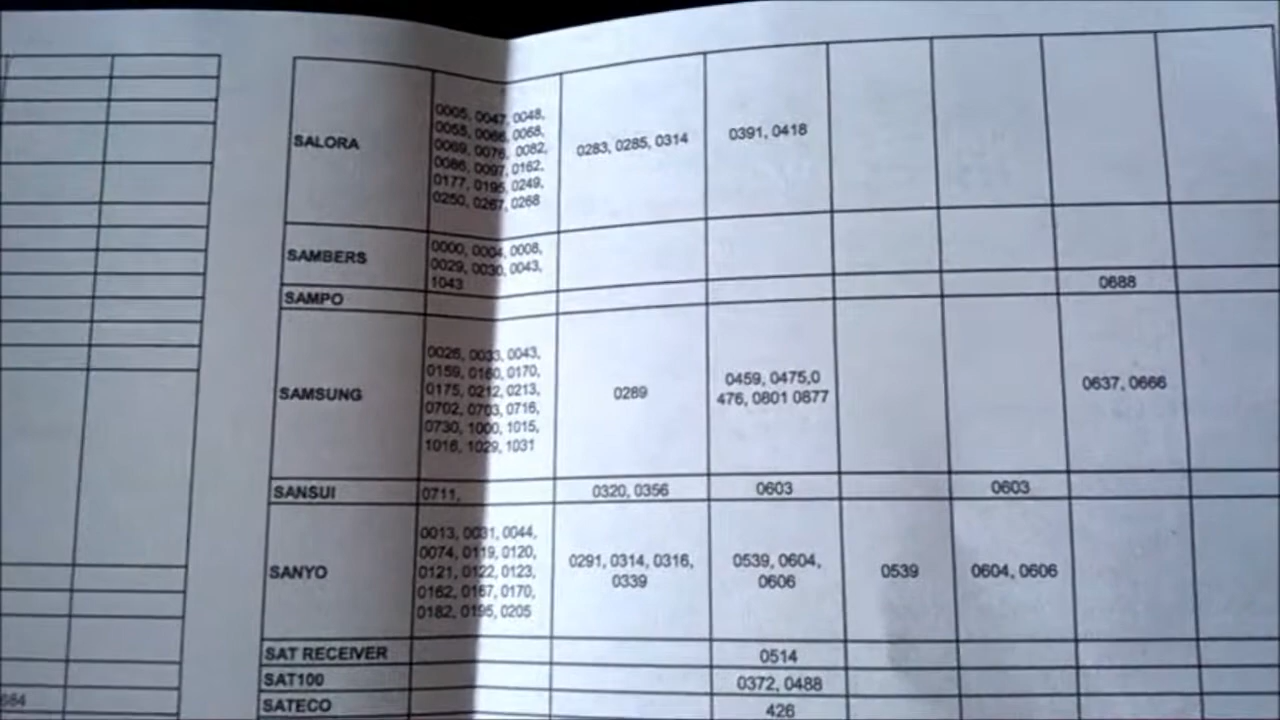 SALORA
0005, 0047, 0048,
0055, 0066, 0068,
0069, 0076, 0082,
0086, 0097, 0162,
0177, 0195, 0249,
0250, 0267, 0268
0283, 0285, 0314
0391, 0418
SAMBERS
0000, 0004, 0008,
0029, 0030, 0043,
1043
SAMPO
0688
SAMSUNG
0026, 0033, 0043,
0159, 0160, 0170,
0175, 0212, 0213,
0702, 0703, 0716,
0730, 1000, 1015,
1016, 1029, 1031
0289
0459, 0475,0
476, 0801 0877
0637, 0666
SANSUI
0711,
0320, 0356
0603
0603
SANYO
0013, 0031, 0044,
0074, 0119, 0120,
0121, 0122, 0123,
0162, 0167, 0170,
0182, 0195, 0205
0291, 0314, 0316,
0339
0539, 0604,
0606
0539
0604, 0606
SAT RECEIVER
0514
SAT100
0372, 0488
SATECO
426